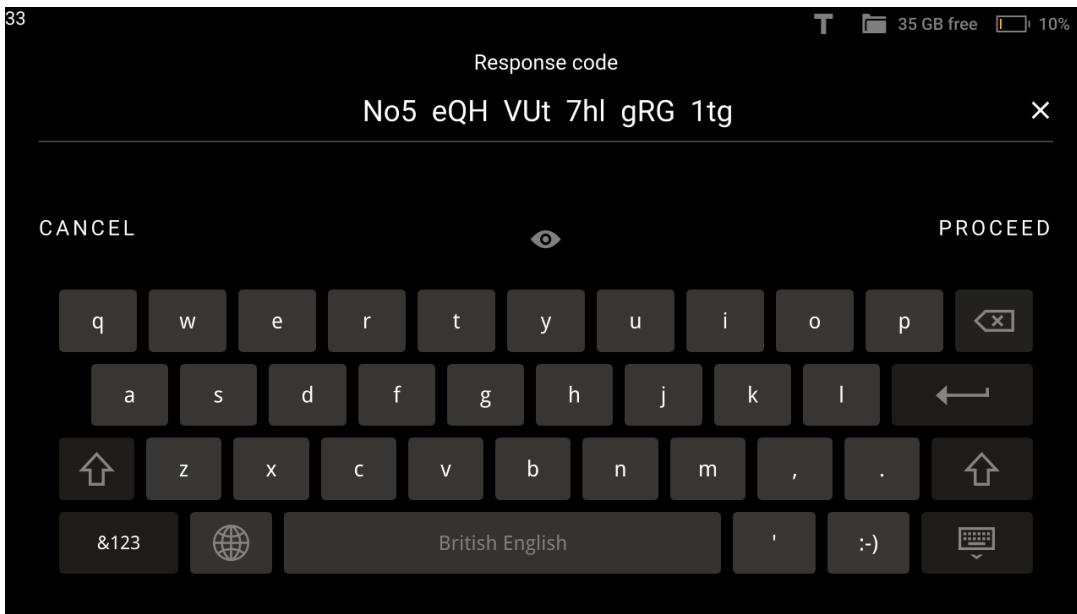 33
T 35 GB free 10%
Response code
No5 eQH VUt 7hl gRG 1tg
CANCEL PROCEED
q w e r t y u i o p
a s d f g h j k l
z x c v b n m , .
&123 British English ' :-)